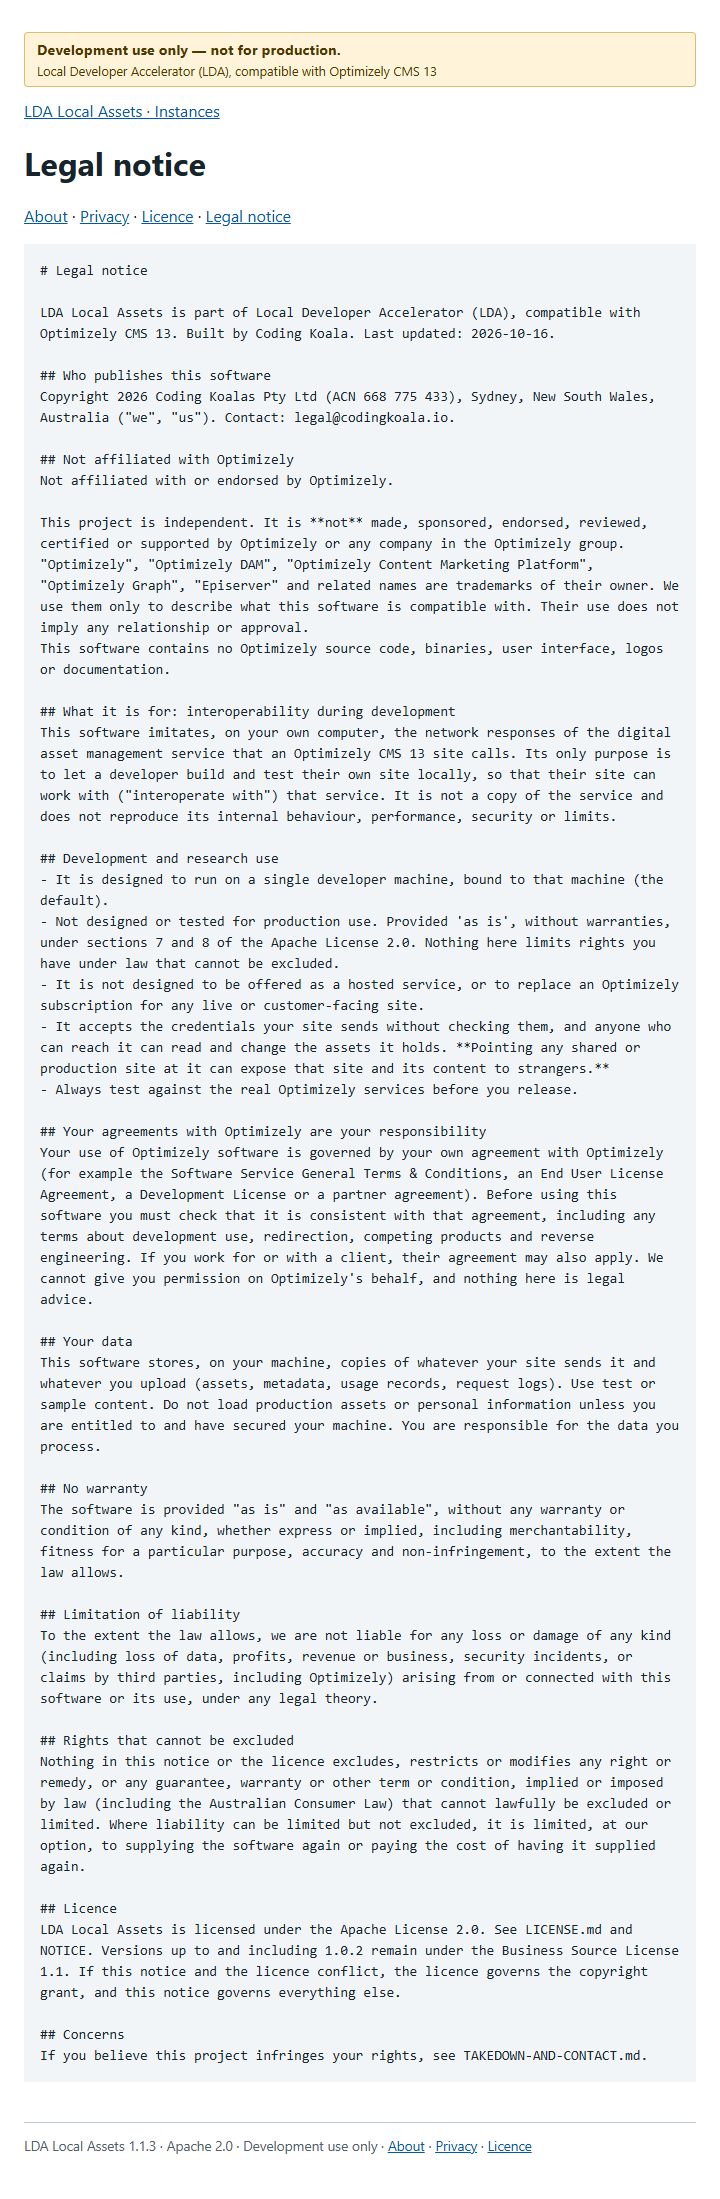 Development use only — not for production.
Local Developer Accelerator (LDA), compatible with Optimizely CMS 13
LDA Local Assets · Instances
Legal notice
About · Privacy · Licence · Legal notice
# Legal notice
LDA Local Assets is part of Local Developer Accelerator (LDA), compatible with
Optimizely CMS 13. Built by Coding Koala. Last updated: 2026-10-16.
## Who publishes this software
Copyright 2026 Coding Koalas Pty Ltd (ACN 668 775 433), Sydney, New South Wales,
Australia ("we", "us"). Contact: legal@codingkoala.io.
## Not affiliated with Optimizely
Not affiliated with or endorsed by Optimizely.
This project is independent. It is **not** made, sponsored, endorsed, reviewed,
certified or supported by Optimizely or any company in the Optimizely group.
"Optimizely", "Optimizely DAM", "Optimizely Content Marketing Platform",
"Optimizely Graph", "Episerver" and related names are trademarks of their owner. We
use them only to describe what this software is compatible with. Their use does not
imply any relationship or approval.
This software contains no Optimizely source code, binaries, user interface, logos
or documentation.
## What it is for: interoperability during development
This software imitates, on your own computer, the network responses of the digital
asset management service that an Optimizely CMS 13 site calls. Its only purpose is
to let a developer build and test their own site locally, so that their site can
work with ("interoperate with") that service. It is not a copy of the service and
does not reproduce its internal behaviour, performance, security or limits.
## Development and research use
- It is designed to run on a single developer machine, bound to that machine (the
default).
- Not designed or tested for production use. Provided 'as is', without warranties,
under sections 7 and 8 of the Apache License 2.0. Nothing here limits rights you
have under law that cannot be excluded.
- It is not designed to be offered as a hosted service, or to replace an Optimizely
subscription for any live or customer-facing site.
- It accepts the credentials your site sends without checking them, and anyone who
can reach it can read and change the assets it holds. **Pointing any shared or
production site at it can expose that site and its content to strangers.**
- Always test against the real Optimizely services before you release.
## Your agreements with Optimizely are your responsibility
Your use of Optimizely software is governed by your own agreement with Optimizely
(for example the Software Service General Terms & Conditions, an End User License
Agreement, a Development License or a partner agreement). Before using this
software you must check that it is consistent with that agreement, including any
terms about development use, redirection, competing products and reverse
engineering. If you work for or with a client, their agreement may also apply. We
cannot give you permission on Optimizely's behalf, and nothing here is legal
advice.
## Your data
This software stores, on your machine, copies of whatever your site sends it and
whatever you upload (assets, metadata, usage records, request logs). Use test or
sample content. Do not load production assets or personal information unless you
are entitled to and have secured your machine. You are responsible for the data you
process.
## No warranty
The software is provided "as is" and "as available", without any warranty or
condition of any kind, whether express or implied, including merchantability,
fitness for a particular purpose, accuracy and non-infringement, to the extent the
law allows.
## Limitation of liability
To the extent the law allows, we are not liable for any loss or damage of any kind
(including loss of data, profits, revenue or business, security incidents, or
claims by third parties, including Optimizely) arising from or connected with this
software or its use, under any legal theory.
## Rights that cannot be excluded
Nothing in this notice or the licence excludes, restricts or modifies any right or
remedy, or any guarantee, warranty or other term or condition, implied or imposed
by law (including the Australian Consumer Law) that cannot lawfully be excluded or
limited. Where liability can be limited but not excluded, it is limited, at our
option, to supplying the software again or paying the cost of having it supplied
again.
## Licence
LDA Local Assets is licensed under the Apache License 2.0. See LICENSE.md and
NOTICE. Versions up to and including 1.0.2 remain under the Business Source License
1.1. If this notice and the licence conflict, the licence governs the copyright
grant, and this notice governs everything else.
## Concerns
If you believe this project infringes your rights, see TAKEDOWN-AND-CONTACT.md.
LDA Local Assets 1.1.3 · Apache 2.0 · Development use only · About · Privacy · Licence